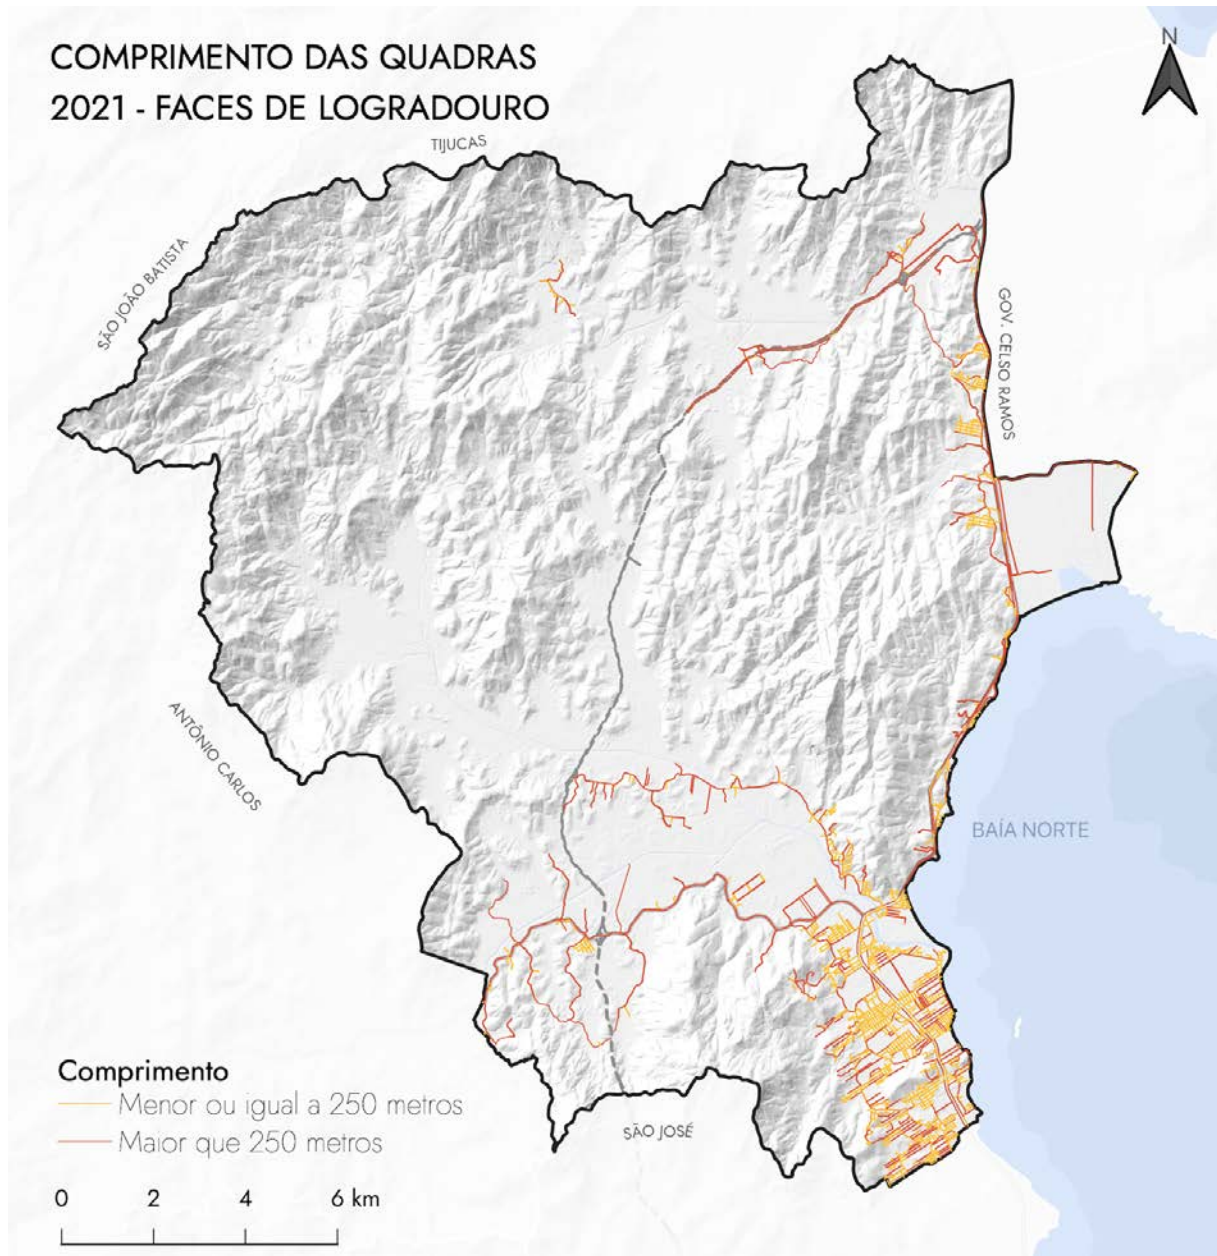 COMPRIMENTO DAS QUADRAS
2021 - FACES DE LOGRADOURO
N
TIJUCAS
SÃO JOÃO BATISTA
GOV. CELSO RAMOS
ANTÔNIO CARLOS
BAÍA NORTE
SÃO JOSÉ
Comprimento
Menor ou igual a 250 metros
Maior que 250 metros
0 2 4 6 km